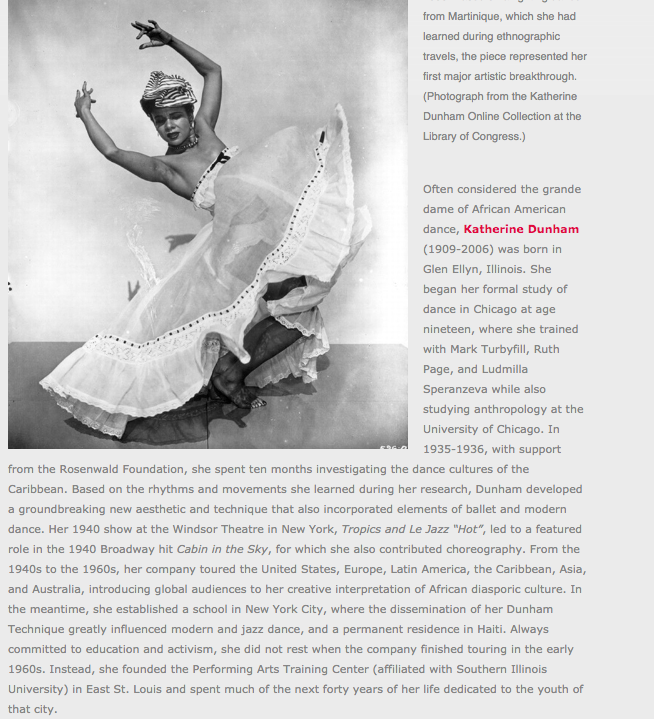 from Martinique, which she had
learned during ethnographic
travels, the piece represented her
first major artistic breakthrough.
(Photograph from the Katherine
Dunham Online Collection at the
Library of Congress.)
Often considered the grande
dame of African American
dance, Katherine Dunham
(1909-2006) was born in
Glen Ellyn, Illinois. She
began her formal study of
dance in Chicago at age
nineteen, where she trained
with Mark Turbyfill, Ruth
Page, and Ludmilla
Speranzeva while also
studying anthropology at the
University of Chicago. In
1935-1936, with support
from the Rosenwald Foundation, she spent ten months investigating the dance cultures of the
Caribbean. Based on the rhythms and movements she learned during her research, Dunham developed
a groundbreaking new aesthetic and technique that also incorporated elements of ballet and modern
dance. Her 1940 show at the Windsor Theatre in New York, Tropics and Le Jazz “Hot”, led to a featured
role in the 1940 Broadway hit Cabin in the Sky, for which she also contributed choreography. From the
1940s to the 1960s, her company toured the United States, Europe, Latin America, the Caribbean, Asia,
and Australia, introducing global audiences to her creative interpretation of African diasporic culture. In
the meantime, she established a school in New York City, where the dissemination of her Dunham
Technique greatly influenced modern and jazz dance, and a permanent residence in Haiti. Always
committed to education and activism, she did not rest when the company finished touring in the early
1960s. Instead, she founded the Performing Arts Training Center (affiliated with Southern Illinois
University) in East St. Louis and spent much of the next forty years of her life dedicated to the youth of
that city.